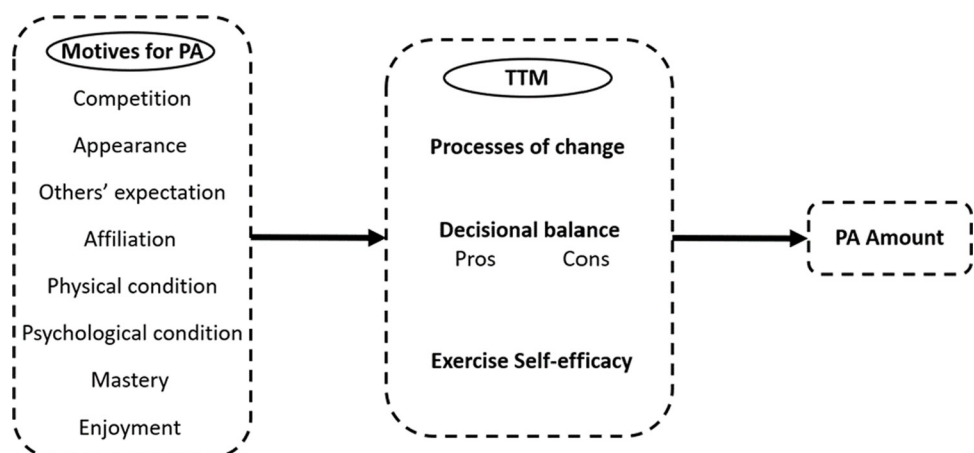 Motives for PA
Competition
Appearance
Others' expectation
Affiliation
Physical condition
Psychological condition
Mastery
Enjoyment
TTM
Processes of change
Decisional balance
Pros Cons
Exercise Self-efficacy
PA Amount